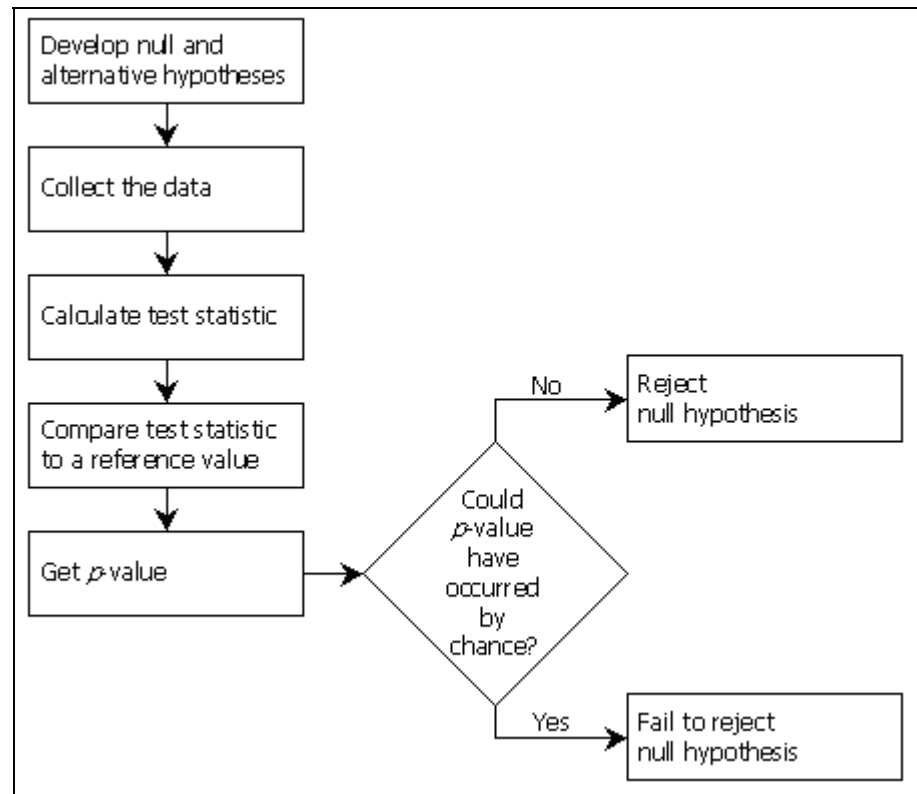 Develop null and
alternative hypotheses
Collect the data
Calculate test statistic
Compare test statistic
to a reference value
Get p-value
Could
p-value
have
occurred
by
chance?
No
Reject
null hypothesis
Yes
Fail to reject
null hypothesis